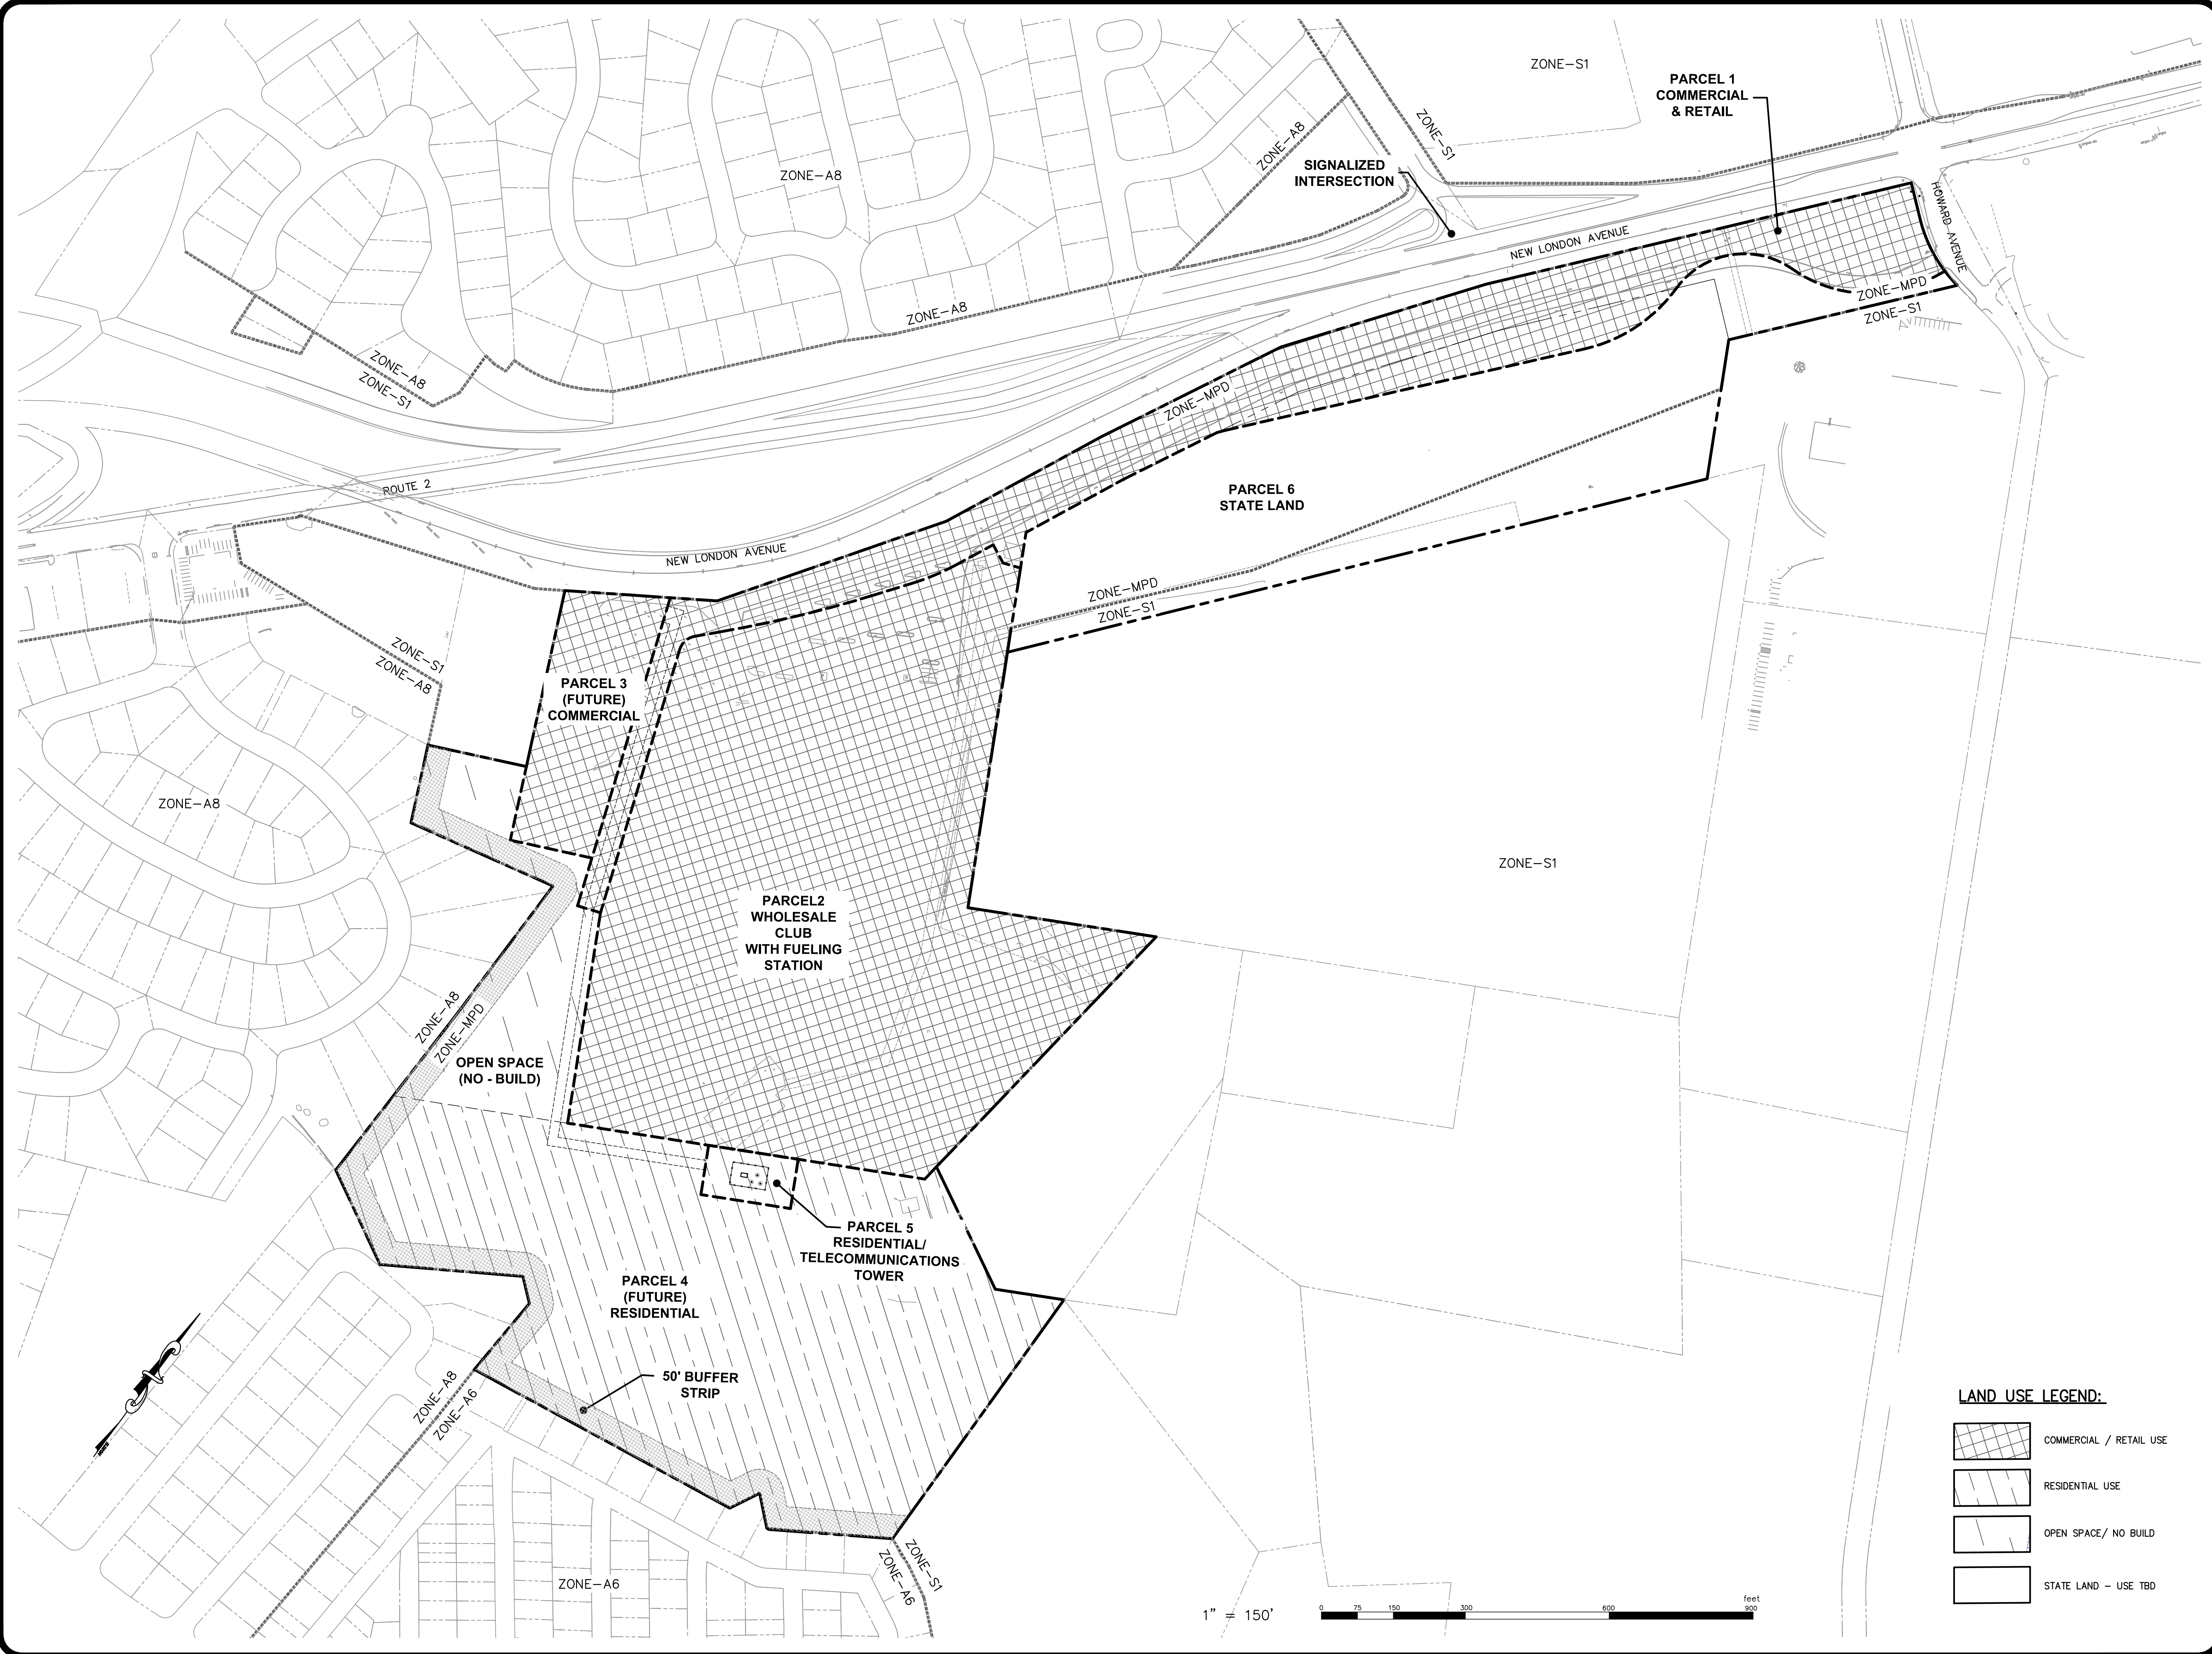 ZONE-S1
PARCEL 1
COMMERCIAL
& RETAIL
ZONE-S1
ZONE-A8
SIGNALIZED
INTERSECTION
ZONE-A8
HOWARD AVENUE
NEW LONDON AVENUE
ZONE-MPD
ZONE-S1
ZONE-A8
ZONE-A8
ZONE-S1
ZONE-MPD
ROUTE 2
PARCEL 6
STATE LAND
NEW LONDON AVENUE
ZONE-MPD
ZONE-S1
ZONE-S1
ZONE-A8
PARCEL 3
(FUTURE)
COMMERCIAL
ZONE-A8
ZONE-S1
PARCEL2
WHOLESALE
CLUB
WITH FUELING
STATION
ZONE-A8
ZONE-MPD
OPEN SPACE
(NO - BUILD)
PARCEL 5
RESIDENTIAL/
TELECOMMUNICATIONS
TOWER
PARCEL 4
(FUTURE)
RESIDENTIAL
50' BUFFER
STRIP
ZONE-A8
ZONE-A6
ZONE-A6
ZONE-S1
ZONE-A6
LAND USE LEGEND:
COMMERCIAL / RETAIL USE
RESIDENTIAL USE
OPEN SPACE/ NO BUILD
STATE LAND - USE TBD
1" = 150'
0 75 150 300 600 900
feet